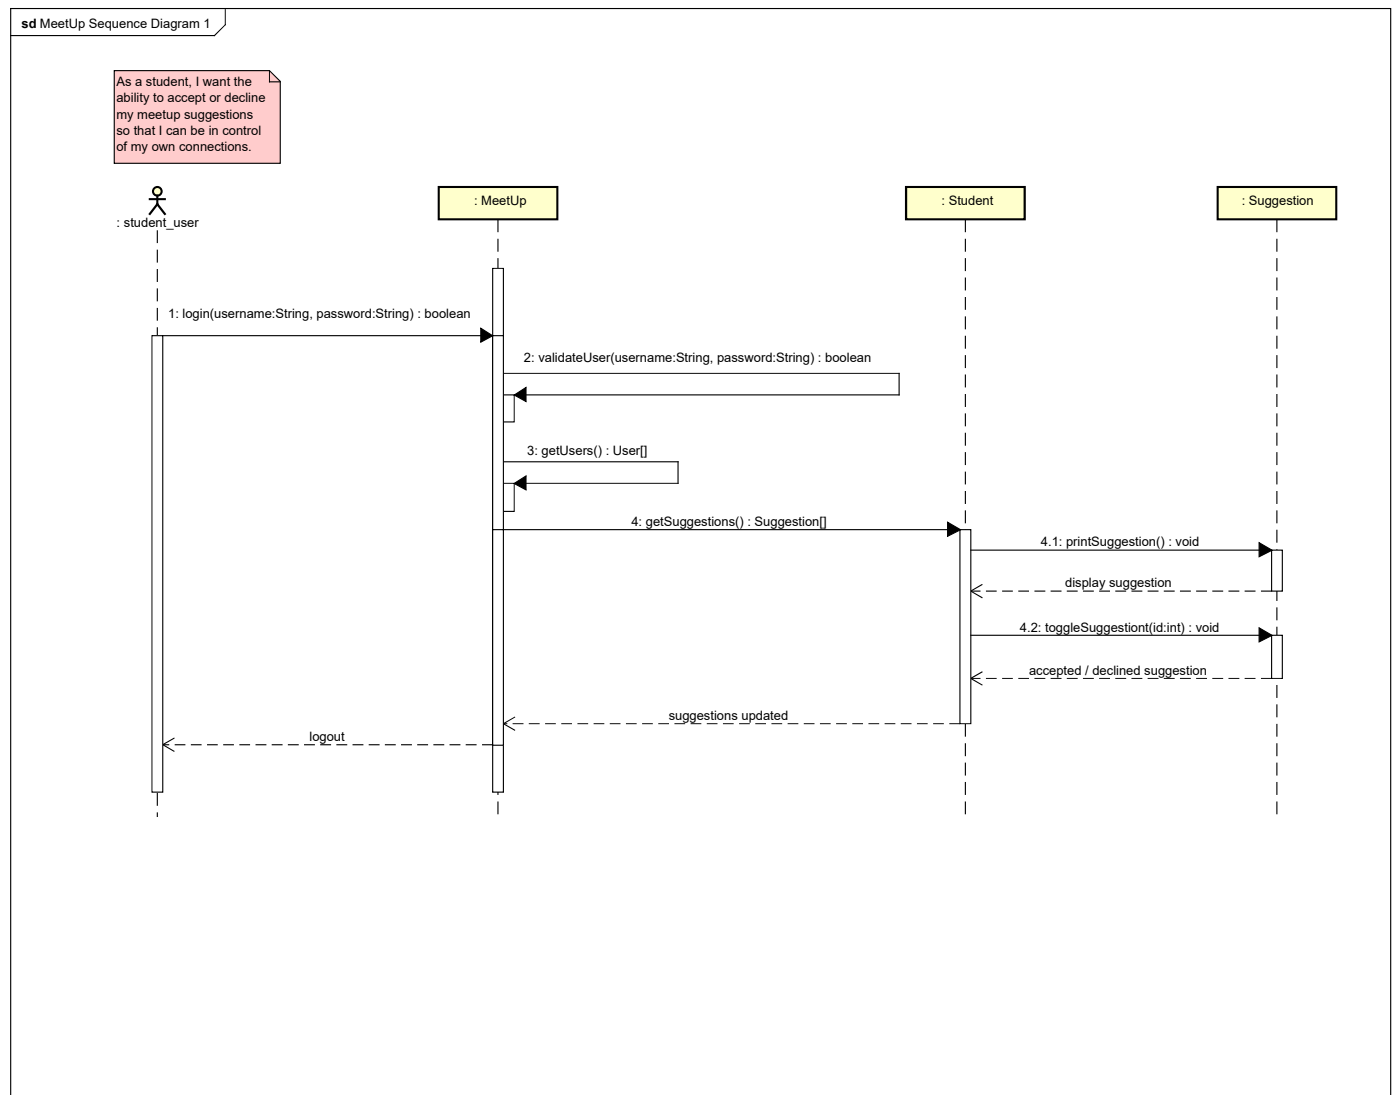 sd MeetUp Sequence Diagram 1
As a student, I want the
ability to accept or decline
my meetup suggestions
so that I can be in control
of my own connections.
: student_user
: MeetUp
: Student
: Suggestion
1: login(username:String, password:String) : boolean
2: validateUser(username:String, password:String) : boolean
3: getUsers() : User[]
4: getSuggestions() : Suggestion[]
4.1: printSuggestion() : void
display suggestion
4.2: toggleSuggestiont(id:int) : void
accepted / declined suggestion
suggestions updated
logout